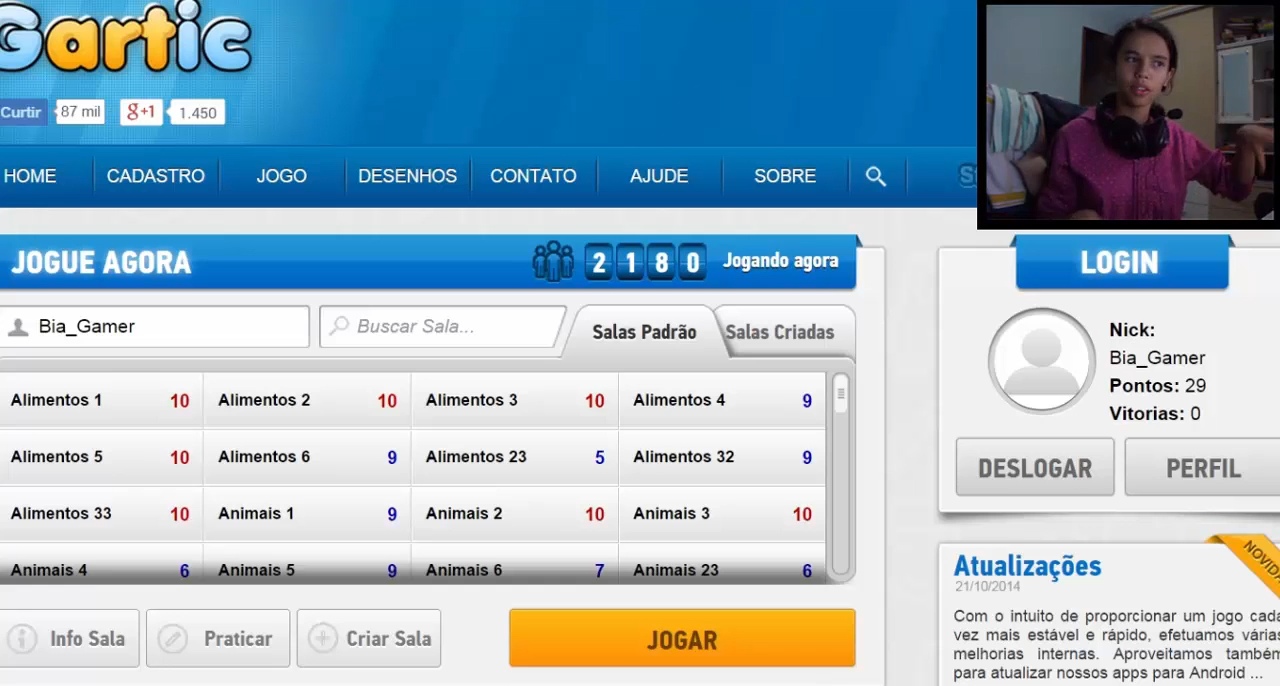 Gartic
Curtir 87 mil g+1 1.450
HOME CADASTRO JOGO DESENHOS CONTATO AJUDE SOBRE
JOGUE AGORA 2180 Jogando agora
LOGIN
Bia_Gamer Buscar Sala... Salas Padrão Salas Criadas
Nick:
Bia_Gamer
Pontos: 29
Vitorias: 0
DESLOGAR PERFIL
Alimentos 1 10 Alimentos 2 10 Alimentos 3 10 Alimentos 4 9
Alimentos 5 10 Alimentos 6 9 Alimentos 23 5 Alimentos 32 9
Alimentos 33 10 Animais 1 9 Animais 2 10 Animais 3 10
Animais 4 6 Animais 5 9 Animais 6 7 Animais 23 6
Info Sala Praticar Criar Sala JOGAR
Atualizações
21/10/2014
Com o intuito de proporcionar um jogo cada
vez mais estável e rápido, efetuamos várias
melhorias internas. Aproveitamos também
para atualizar nossos apps para Android ...